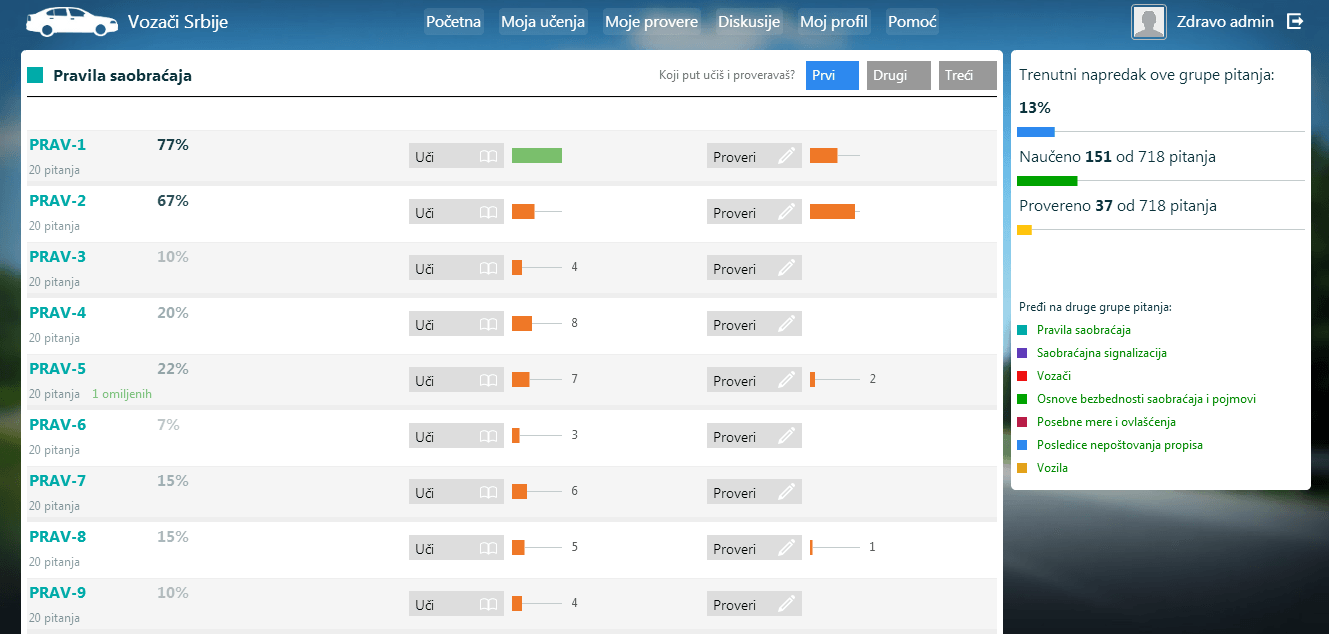 Vozači Srbije
Početna Moja učenja Moje provere Diskusije Moj profil Pomoć
Zdravo admin
Pravila saobraćaja
Koji put učiš i proveravaš? Prvi Drugi Treći
PRAV-1 77% Uči Proveri
20 pitanja
PRAV-2 67% Uči Proveri
20 pitanja
PRAV-3 10% Uči 4 Proveri
20 pitanja
PRAV-4 20% Uči 8 Proveri
20 pitanja
PRAV-5 22% Uči 7 Proveri 2
20 pitanja 1 omiljenih
PRAV-6 7% Uči 3 Proveri
20 pitanja
PRAV-7 15% Uči 6 Proveri
20 pitanja
PRAV-8 15% Uči 5 Proveri 1
20 pitanja
PRAV-9 10% Uči 4 Proveri
20 pitanja
Trenutni napredak ove grupe pitanja:
13%
Naučeno 151 od 718 pitanja
Provereno 37 od 718 pitanja
Pređi na druge grupe pitanja:
Pravila saobraćaja
Saobraćajna signalizacija
Vozači
Osnove bezbednosti saobraćaja i pojmovi
Posebne mere i ovlašćenja
Posledice nepoštovanja propisa
Vozila